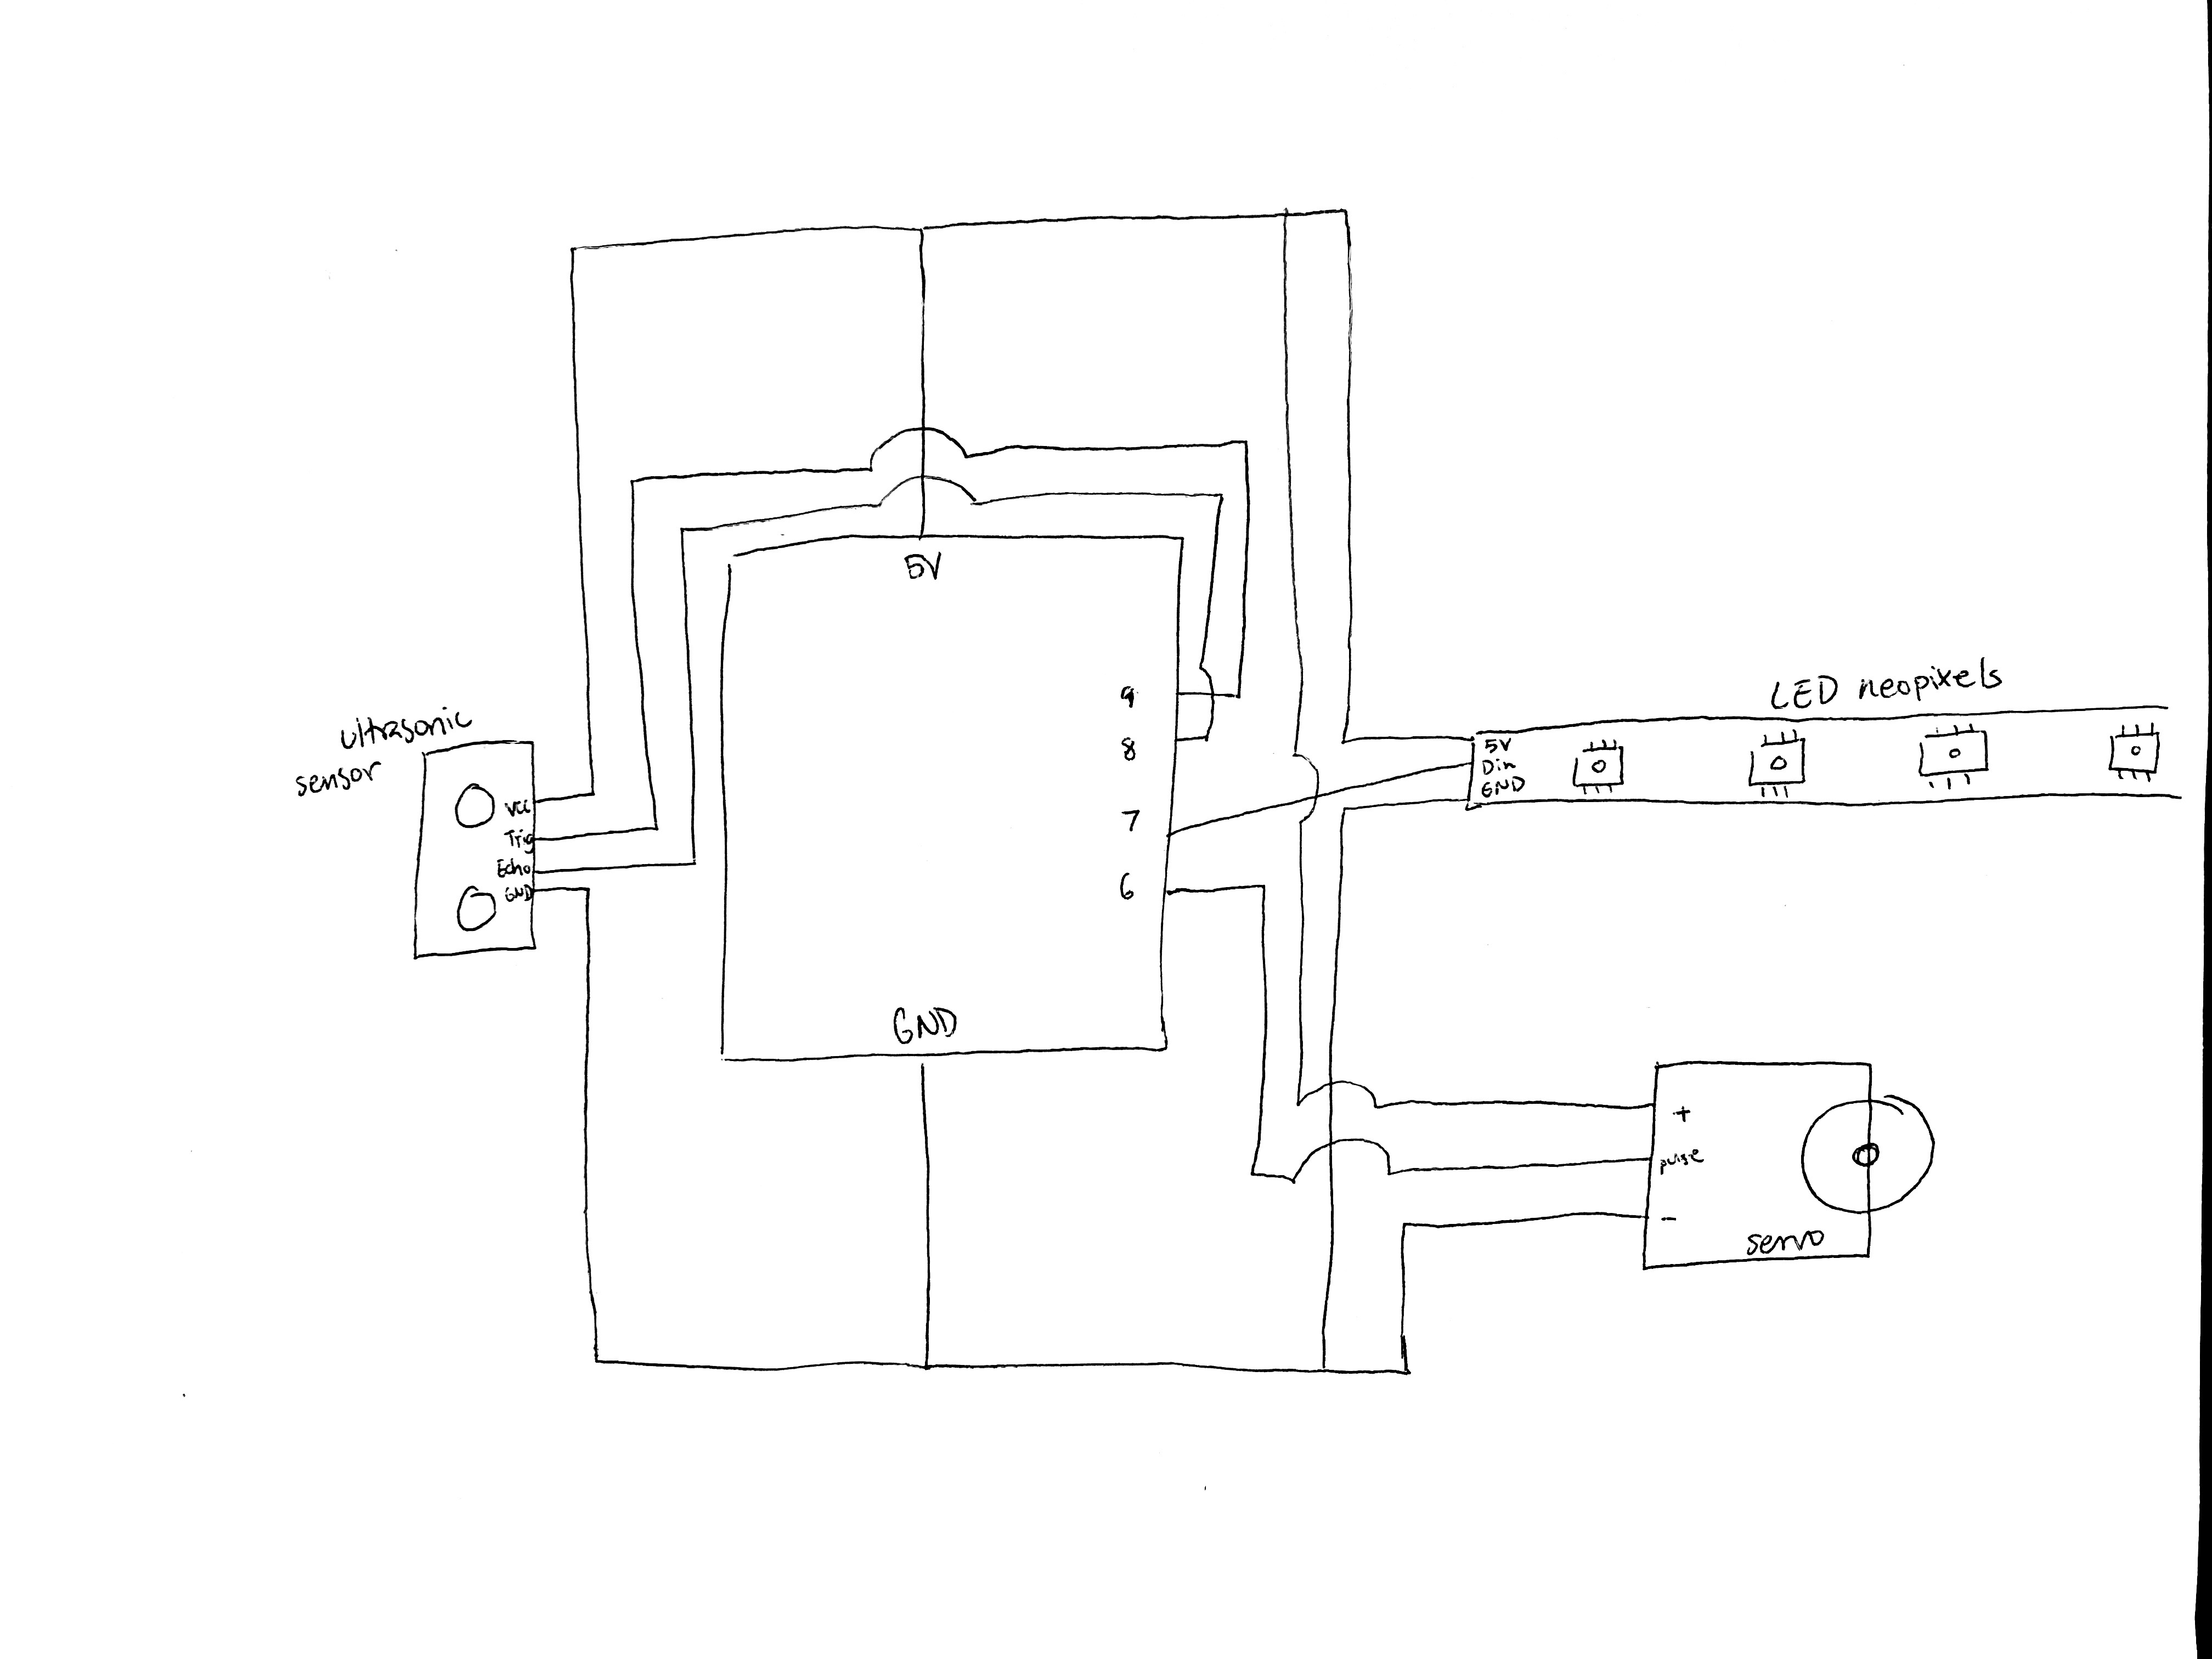 5V
9
8
7
6
GND
ultrasonic
sensor
Vcc
Trig
Echo
GND
LED neopixels
5V
Din
GND
+
pulse
-
servo